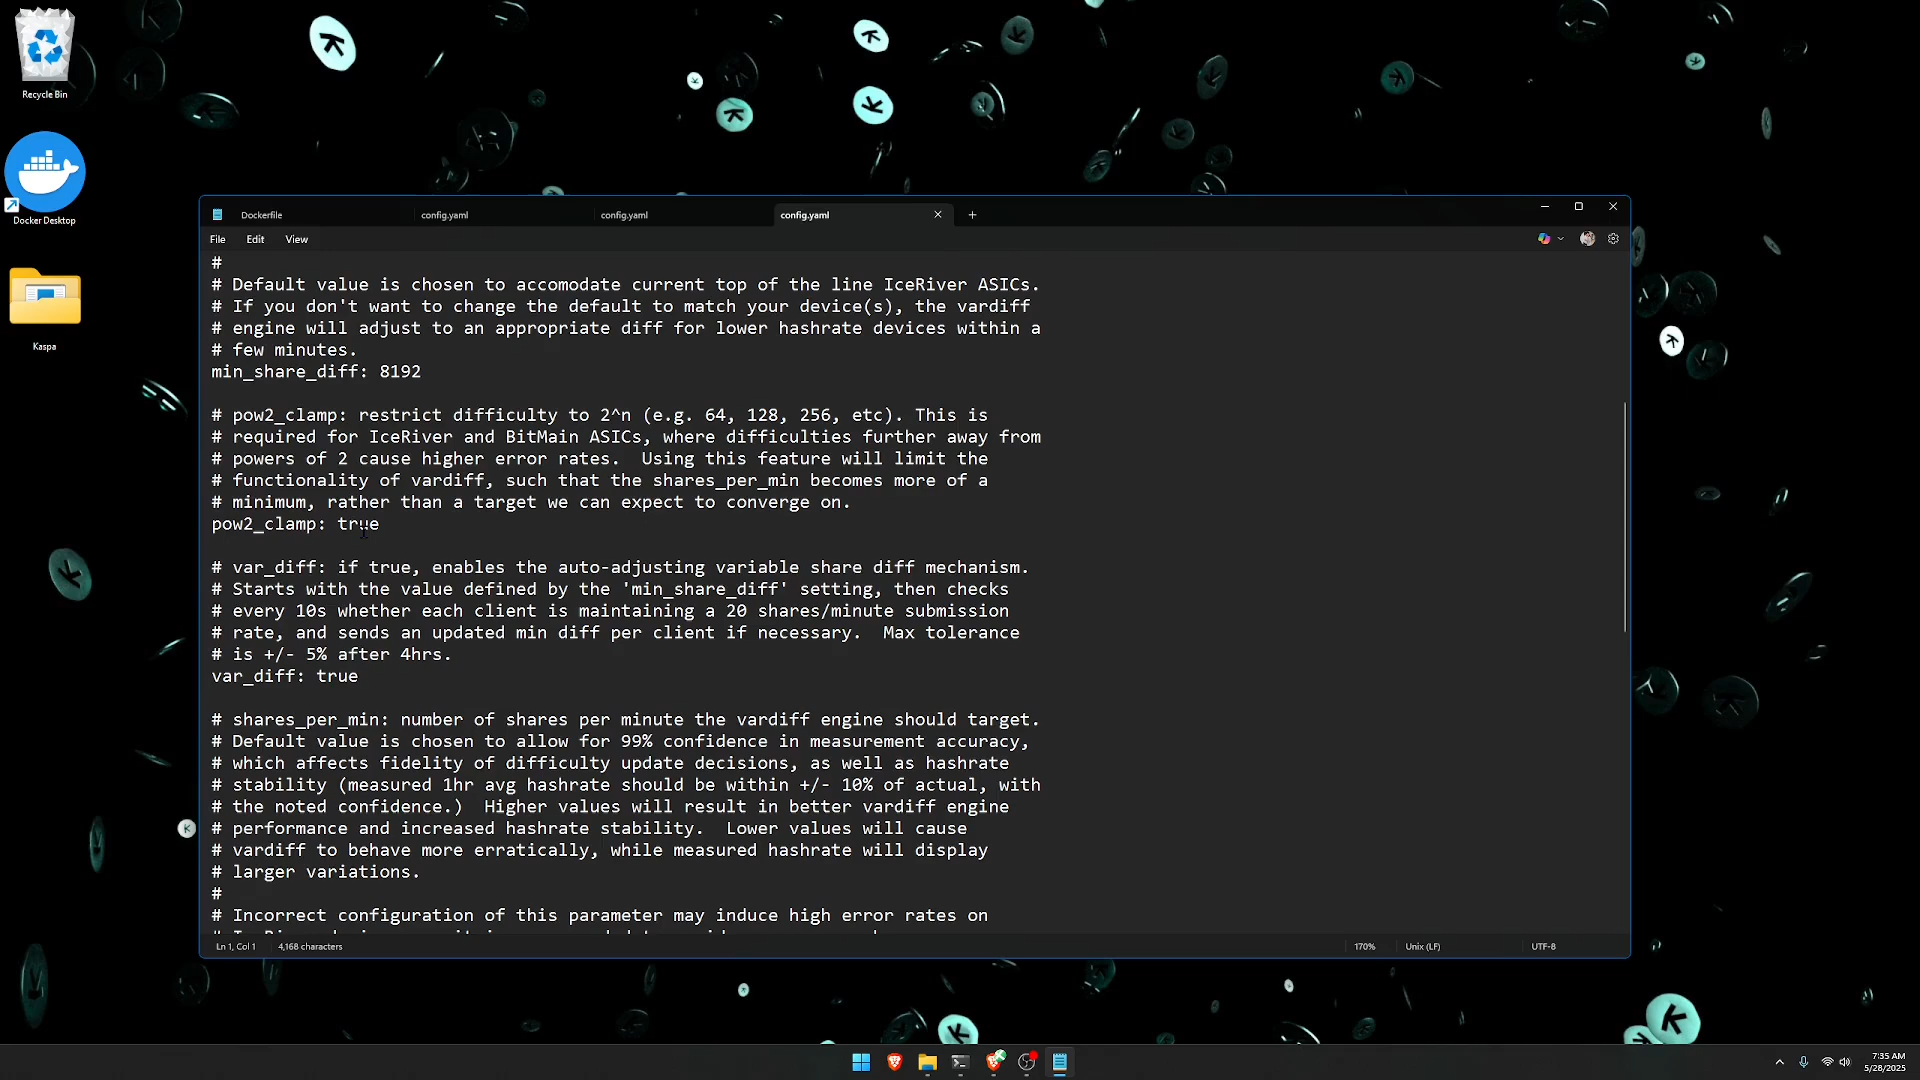 Recycle Bin
Docker Desktop
Kaspa
Dockerfile
config.yaml
config.yaml
config.yaml
File Edit View
#
# Default value is chosen to accomodate current top of the line IceRiver ASICs.
# If you don't want to change the default to match your device(s), the vardiff
# engine will adjust to an appropriate diff for lower hashrate devices within a
# few minutes.
min_share_diff: 8192
# pow2_clamp: restrict difficulty to 2^n (e.g. 64, 128, 256, etc). This is
# required for IceRiver and BitMain ASICs, where difficulties further away from
# powers of 2 cause higher error rates.  Using this feature will limit the
# functionality of vardiff, such that the shares_per_min becomes more of a
# minimum, rather than a target we can expect to converge on.
pow2_clamp: true
# var_diff: if true, enables the auto-adjusting variable share diff mechanism.
# Starts with the value defined by the 'min_share_diff' setting, then checks
# every 10s whether each client is maintaining a 20 shares/minute submission
# rate, and sends an updated min diff per client if necessary.  Max tolerance
# is +/- 5% after 4hrs.
var_diff: true
# shares_per_min: number of shares per minute the vardiff engine should target.
# Default value is chosen to allow for 99% confidence in measurement accuracy,
# which affects fidelity of difficulty update decisions, as well as hashrate
# stability (measured 1hr avg hashrate should be within +/- 10% of actual, with
# the noted confidence.)  Higher values will result in better vardiff engine
# performance and increased hashrate stability.  Lower values will cause
# vardiff to behave more erratically, while measured hashrate will display
# larger variations.
#
# Incorrect configuration of this parameter may induce high error rates on
Ln 1, Col 1
4,168 characters
170%
Unix (LF)
UTF-8
7:35 AM
5/28/2025